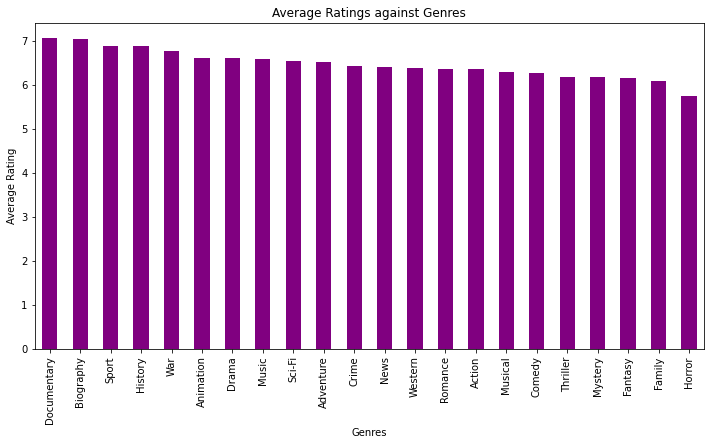 Average Ratings against Genres
Average Rating
7
6
5
4
3
2
1
0
Documentary
Biography
Sport
History
War
Animation
Drama
Music
Sci-Fi
Adventure
Crime
News
Western
Romance
Action
Musical
Comedy
Thriller
Mystery
Fantasy
Family
Horror
Genres